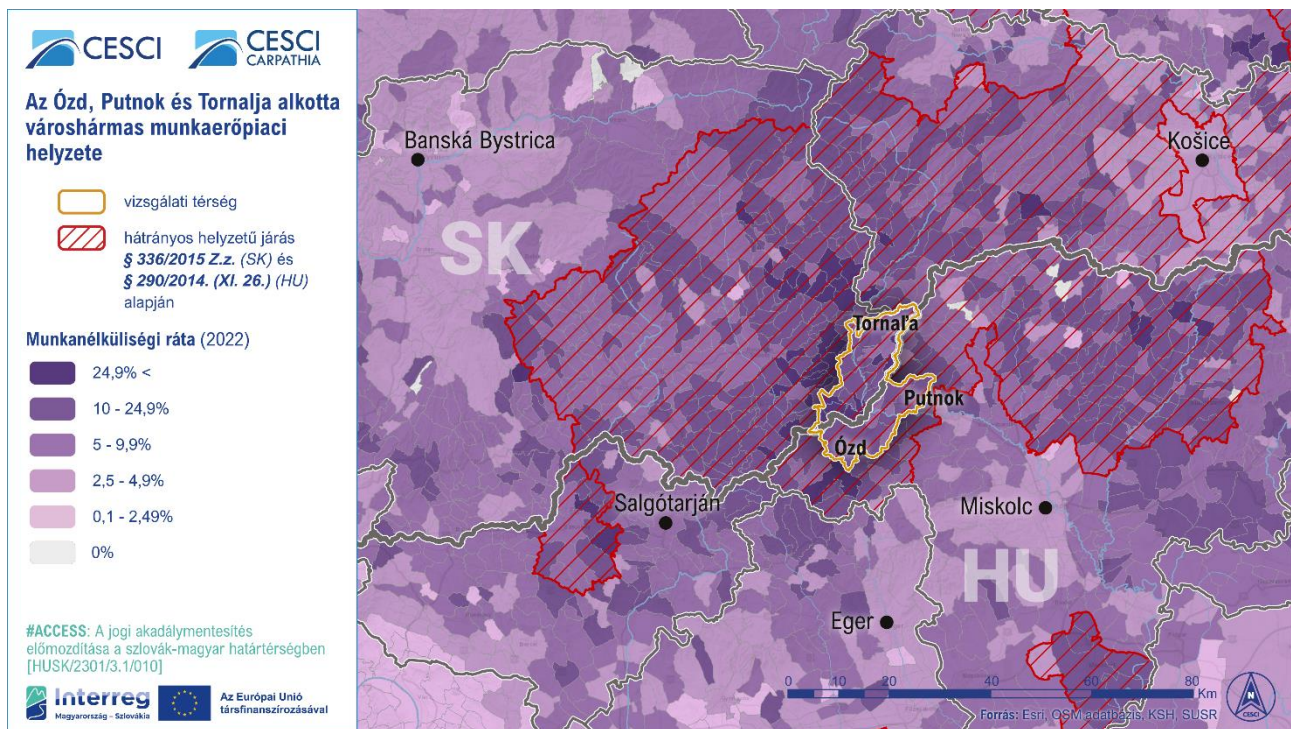 CESCI
CESCI
CARPATHIA
Az Ózd, Putnok és Tornalja alkotta
városhármas munkaerőpiaci
helyzete
vizsgálati térség
hátrányos helyzetű járás
§ 336/2015 Z.z. (SK) és
§ 290/2014. (XI. 26.) (HU)
alapján
Munkanélküliségi ráta (2022)
24,9% <
10 - 24,9%
5 - 9,9%
2,5 - 4,9%
0,1 - 2,49%
0%
#ACCESS: A jogi akadálymentesítés
előmozdítása a szlovák-magyar határtérségben
[HUSK/2301/3.1/010]
Interreg
Magyarország – Szlovákia
Az Európai Unió
társfinanszírozásával
Banská Bystrica
Košice
SK
Tornaľa
Putnok
Ózd
Salgótarján
Miskolc
HU
Eger
0 10 20 40 60 80
Km
Forrás: Esri, OSM adatbázis, KSH, SUSR
N
CESCI